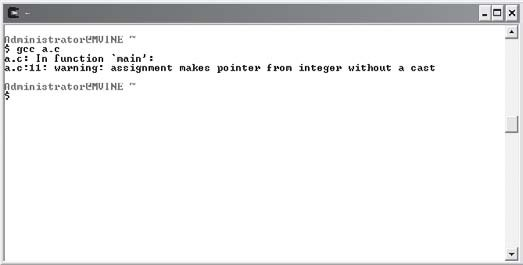 ~
Administrator@MVINE ~
$ gcc a.c
a.c: In function `main':
a.c:11: warning: assignment makes pointer from integer without a cast
Administrator@MVINE ~
$